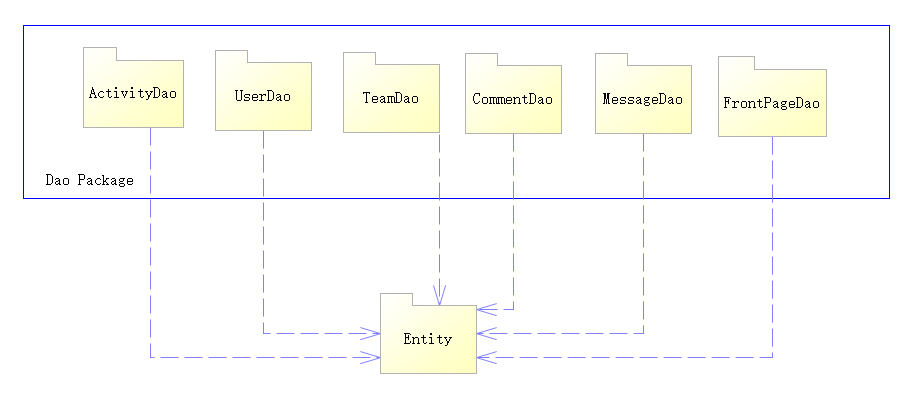 ActivityDao
UserDao
TeamDao
CommentDao
MessageDao
FrontPageDao
Dao Package
Entity